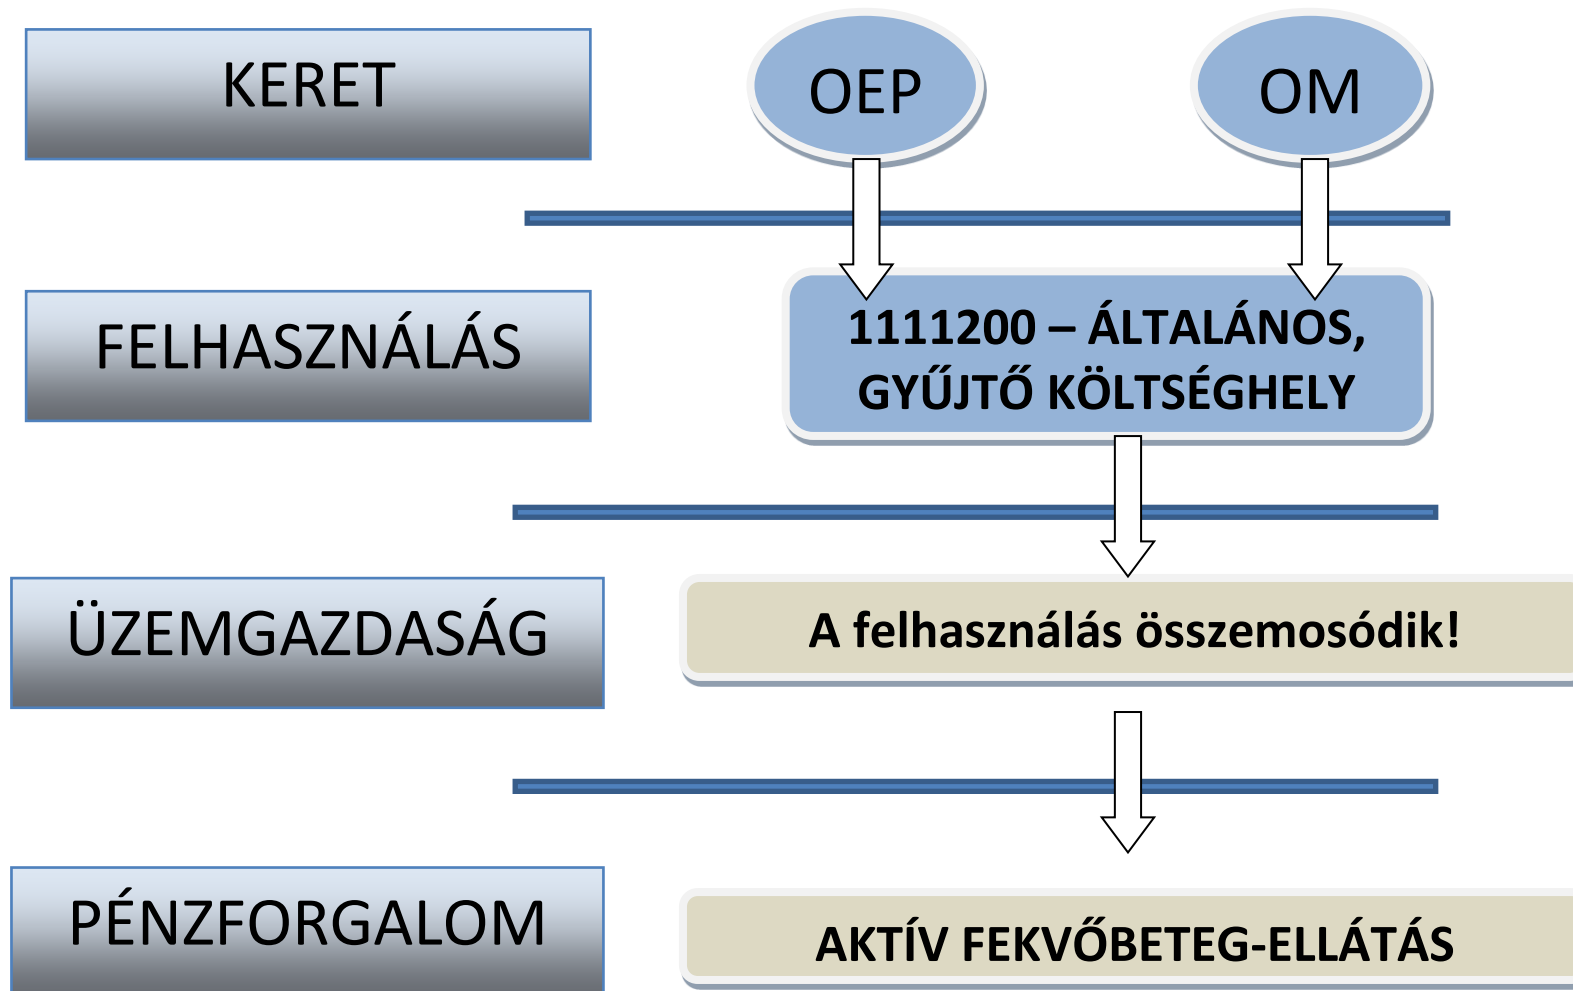 KERET
OEP
OM
FELHASZNÁLÁS
1111200 – ÁLTALÁNOS,
GYŰJTŐ KÖLTSÉGHELY
ÜZEMGAZDASÁG
A felhasználás összemosódik!
PÉNZFORGALOM
AKTÍV FEKVŐBETEG-ELLÁTÁS